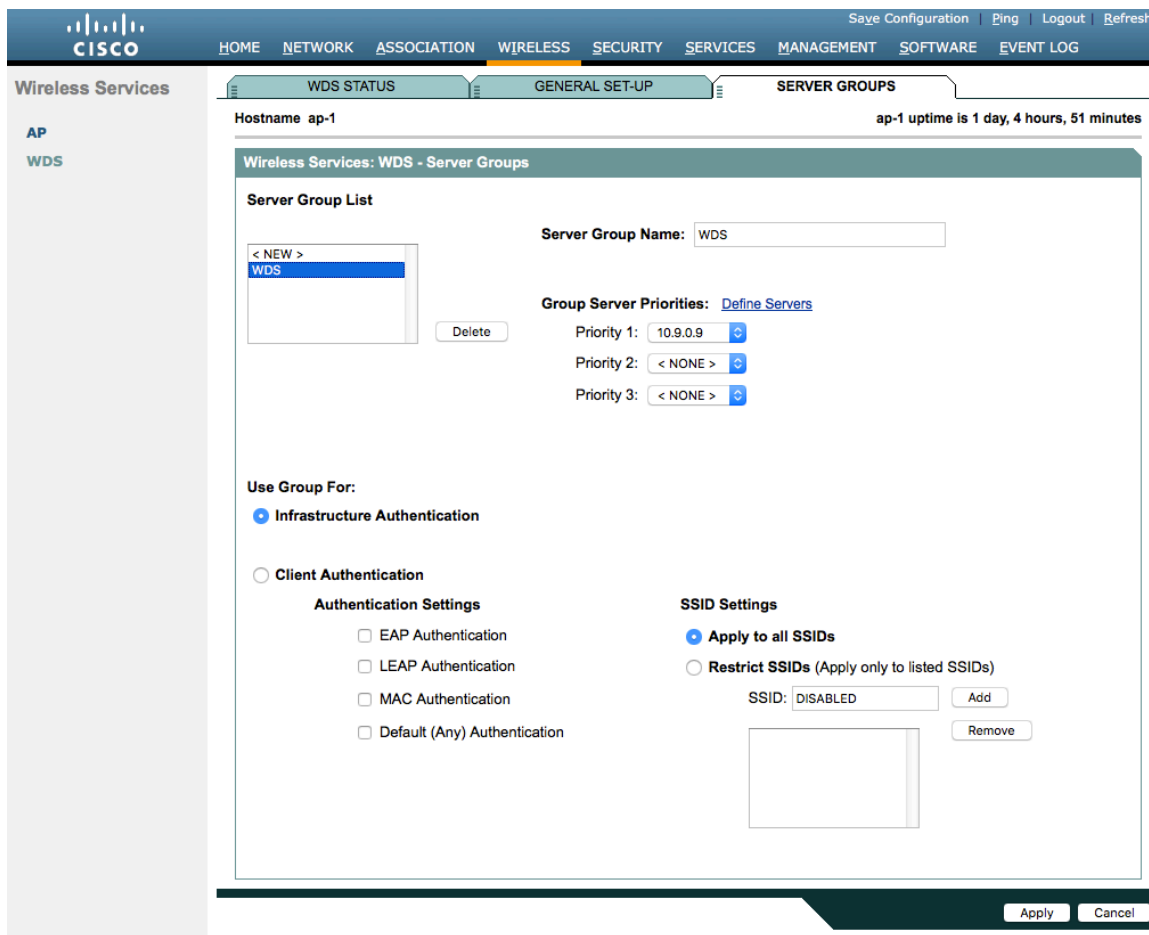 Save Configuration | Ping | Logout | Refresh
CISCO
HOME NETWORK ASSOCIATION WIRELESS SECURITY SERVICES MANAGEMENT SOFTWARE EVENT LOG
Wireless Services
AP
WDS
WDS STATUS GENERAL SET-UP SERVER GROUPS
Hostname ap-1 ap-1 uptime is 1 day, 4 hours, 51 minutes
Wireless Services: WDS - Server Groups
Server Group List
Server Group Name: WDS
< NEW >
WDS
Delete
Group Server Priorities: Define Servers
Priority 1: 10.9.0.9
Priority 2: < NONE >
Priority 3: < NONE >
Use Group For:
Infrastructure Authentication
Client Authentication
Authentication Settings
EAP Authentication
LEAP Authentication
MAC Authentication
Default (Any) Authentication
SSID Settings
Apply to all SSIDs
Restrict SSIDs (Apply only to listed SSIDs)
SSID: DISABLED Add
Remove
Apply Cancel